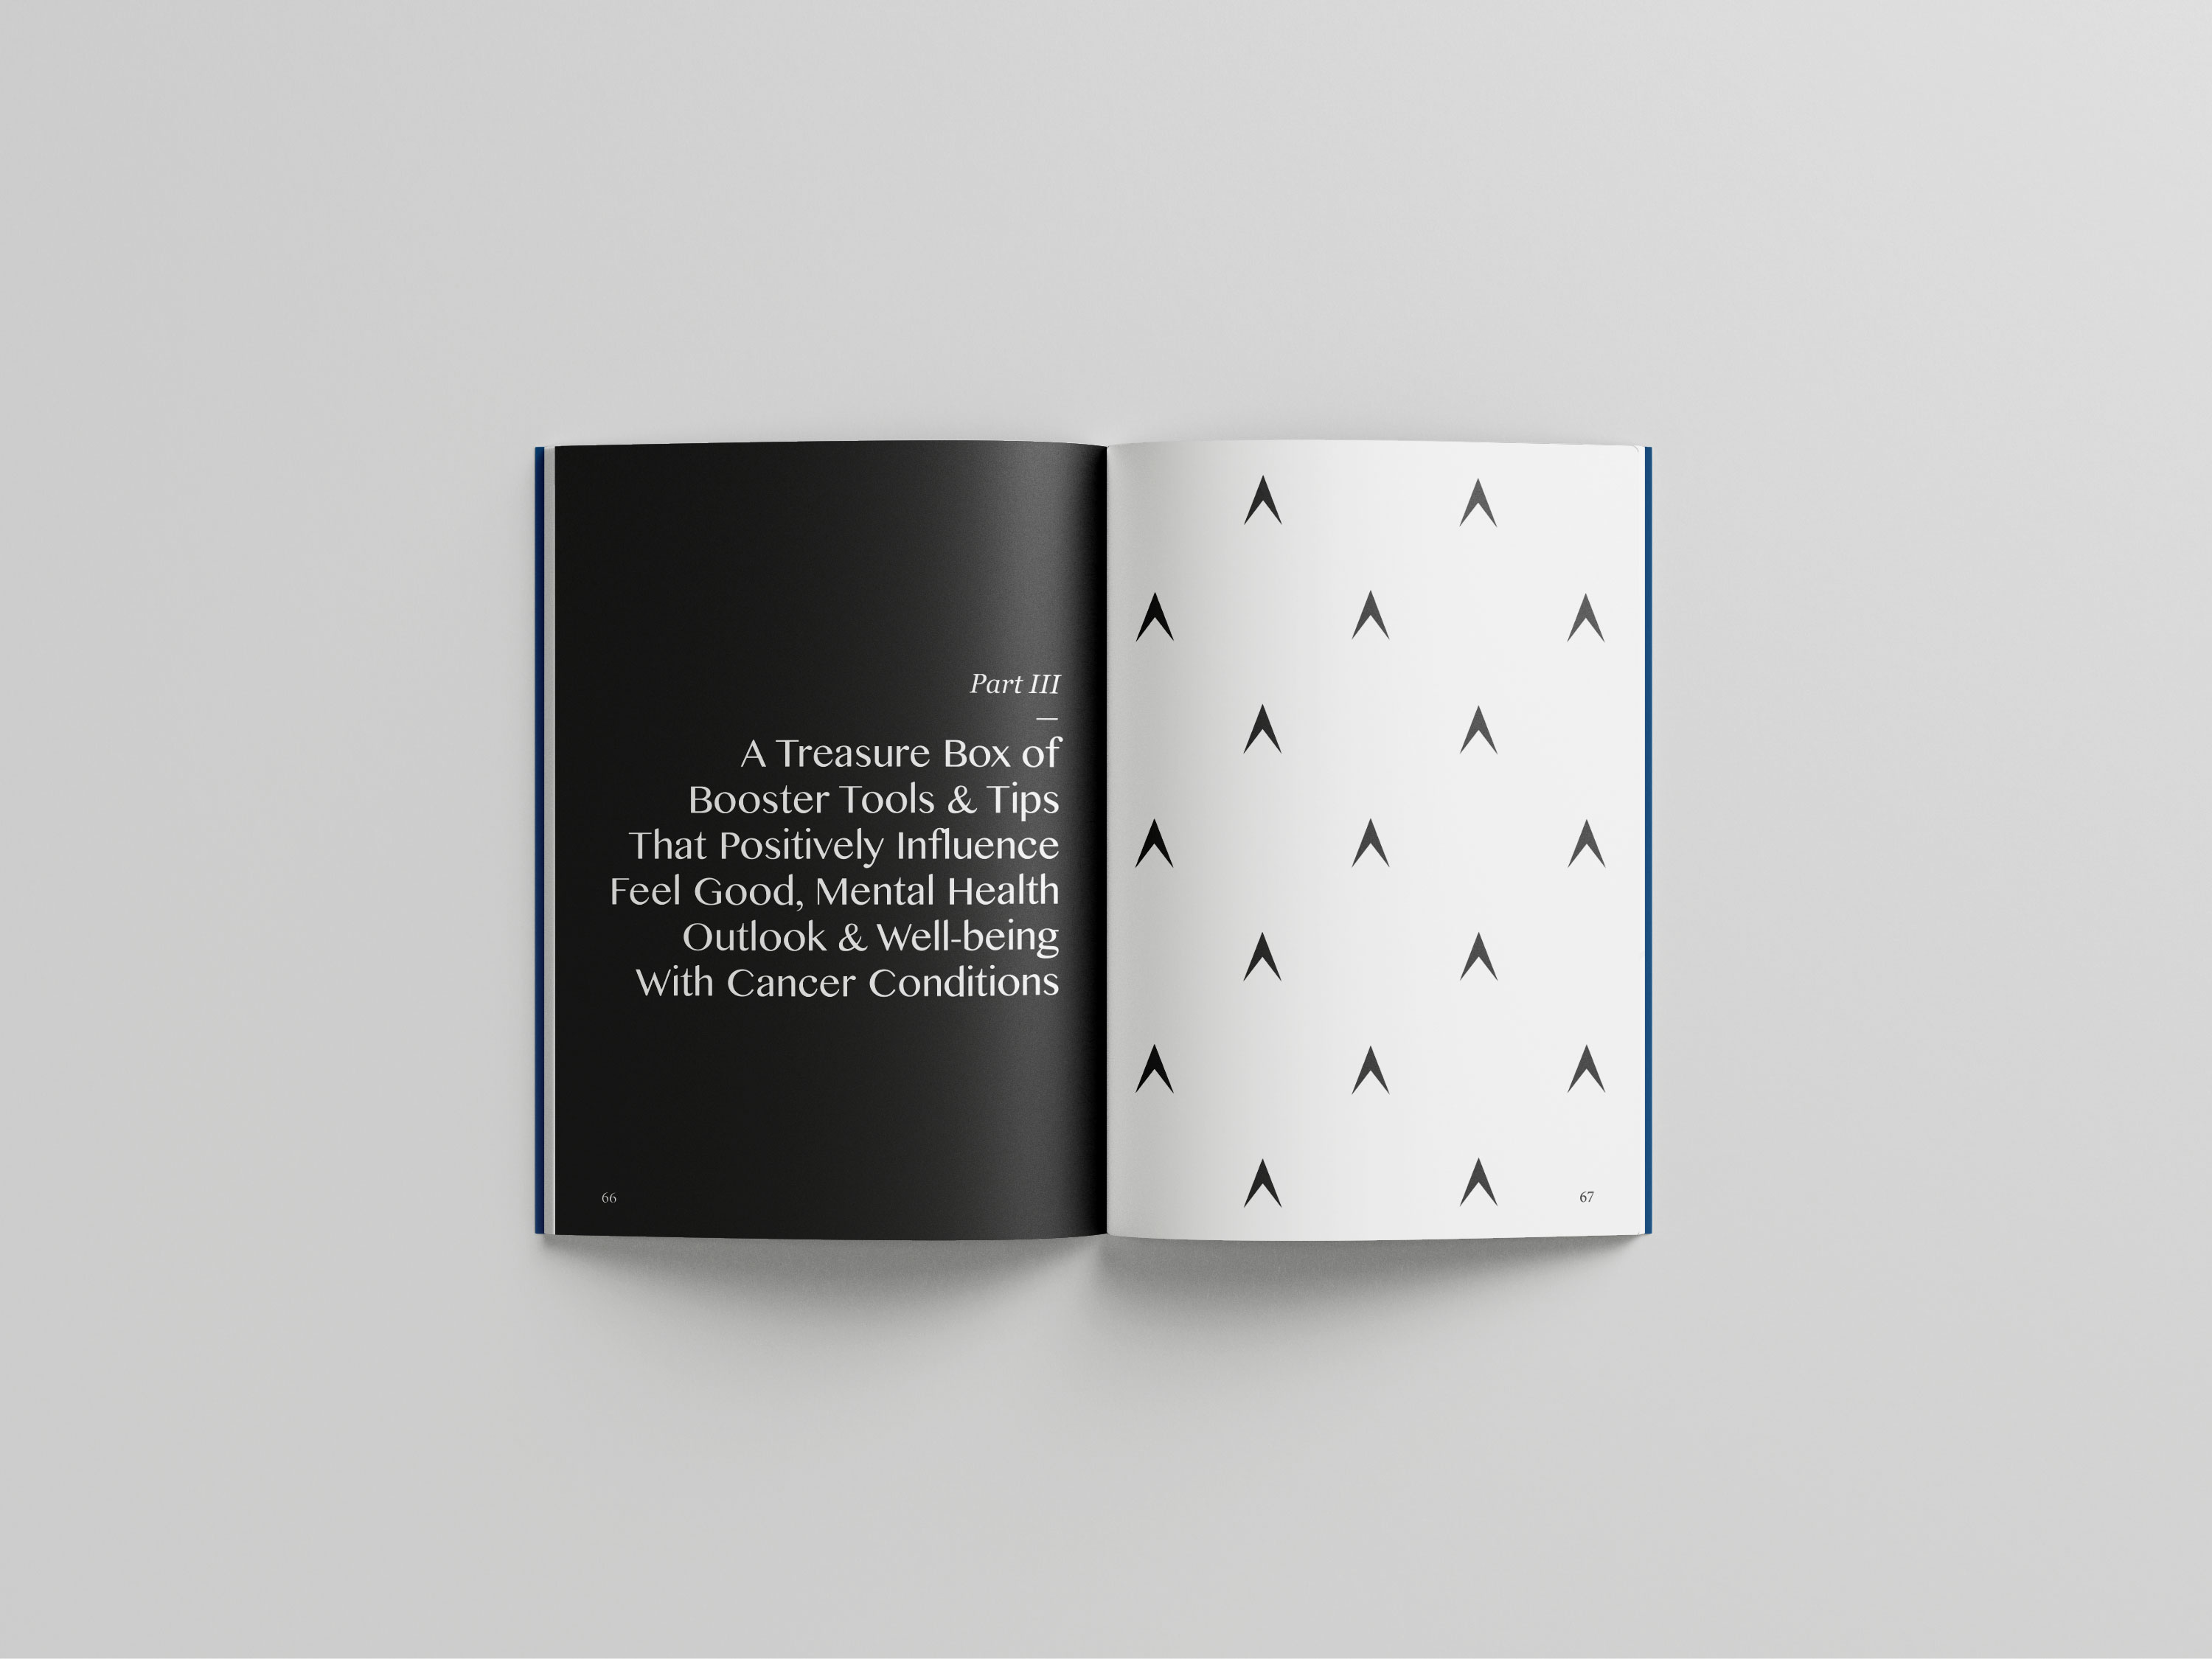 Part III
A Treasure Box of
Booster Tools & Tips
That Positively Influence
Feel Good, Mental Health
Outlook & Well-being
With Cancer Conditions
66
67